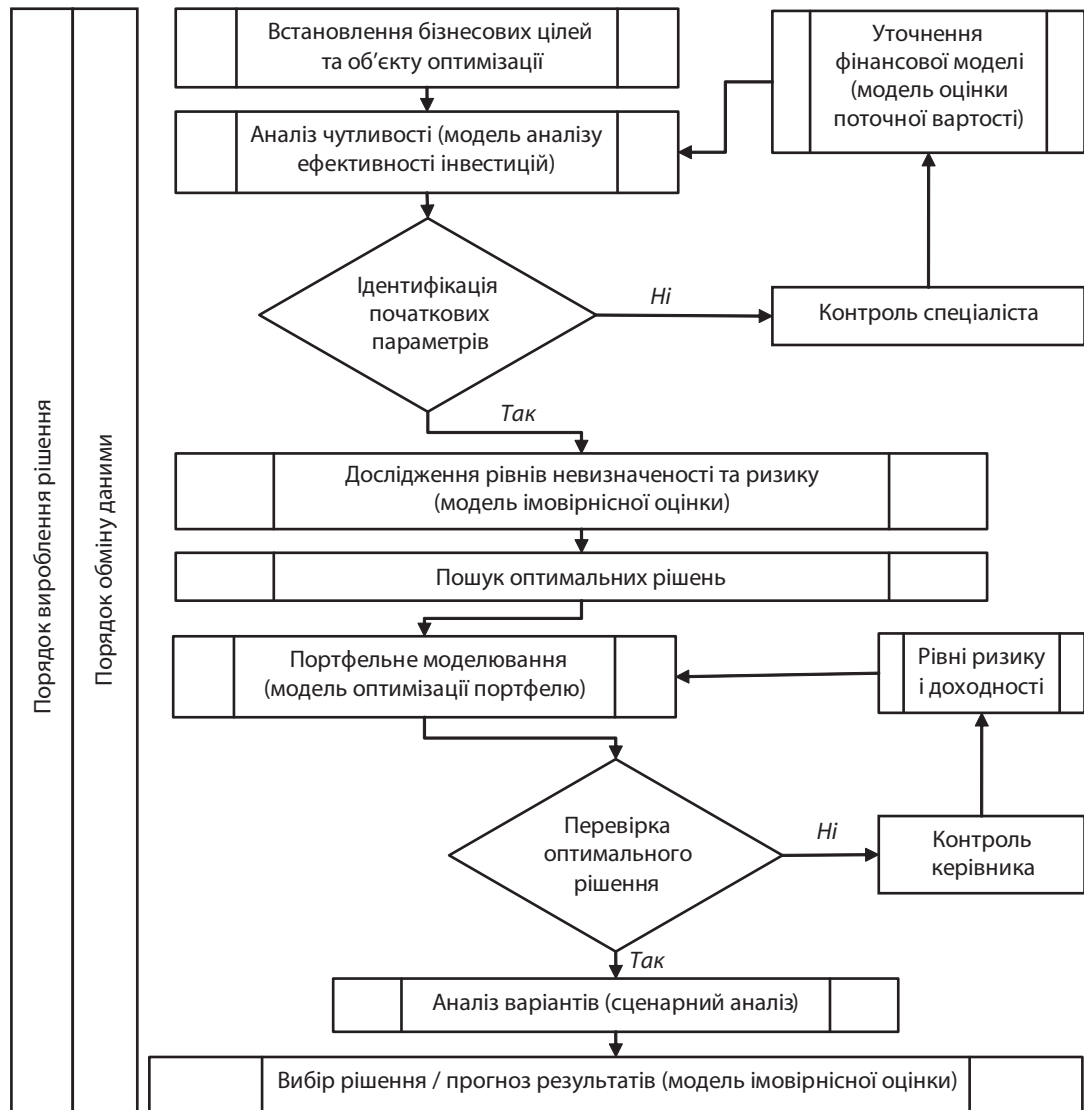 Порядок вироблення рішення
Порядок обміну даними
Встановлення бізнесових цілей
та об’єкту оптимізації
Уточнення
фінансової моделі
(модель оцінки
поточної вартості)
Аналіз чутливості (модель аналізу
ефективності інвестицій)
Ідентифікація
початкових
параметрів
Ні
Контроль спеціаліста
Так
Дослідження рівнів невизначеності та ризику
(модель імовірнісної оцінки)
Пошук оптимальних рішень
Портфельне моделювання
(модель оптимізації портфелю)
Рівні ризику
і доходності
Перевірка
оптимального
рішення
Ні
Контроль
керівника
Так
Аналіз варіантів (сценарний аналіз)
Вибір рішення / прогноз результатів (модель імовірнісної оцінки)